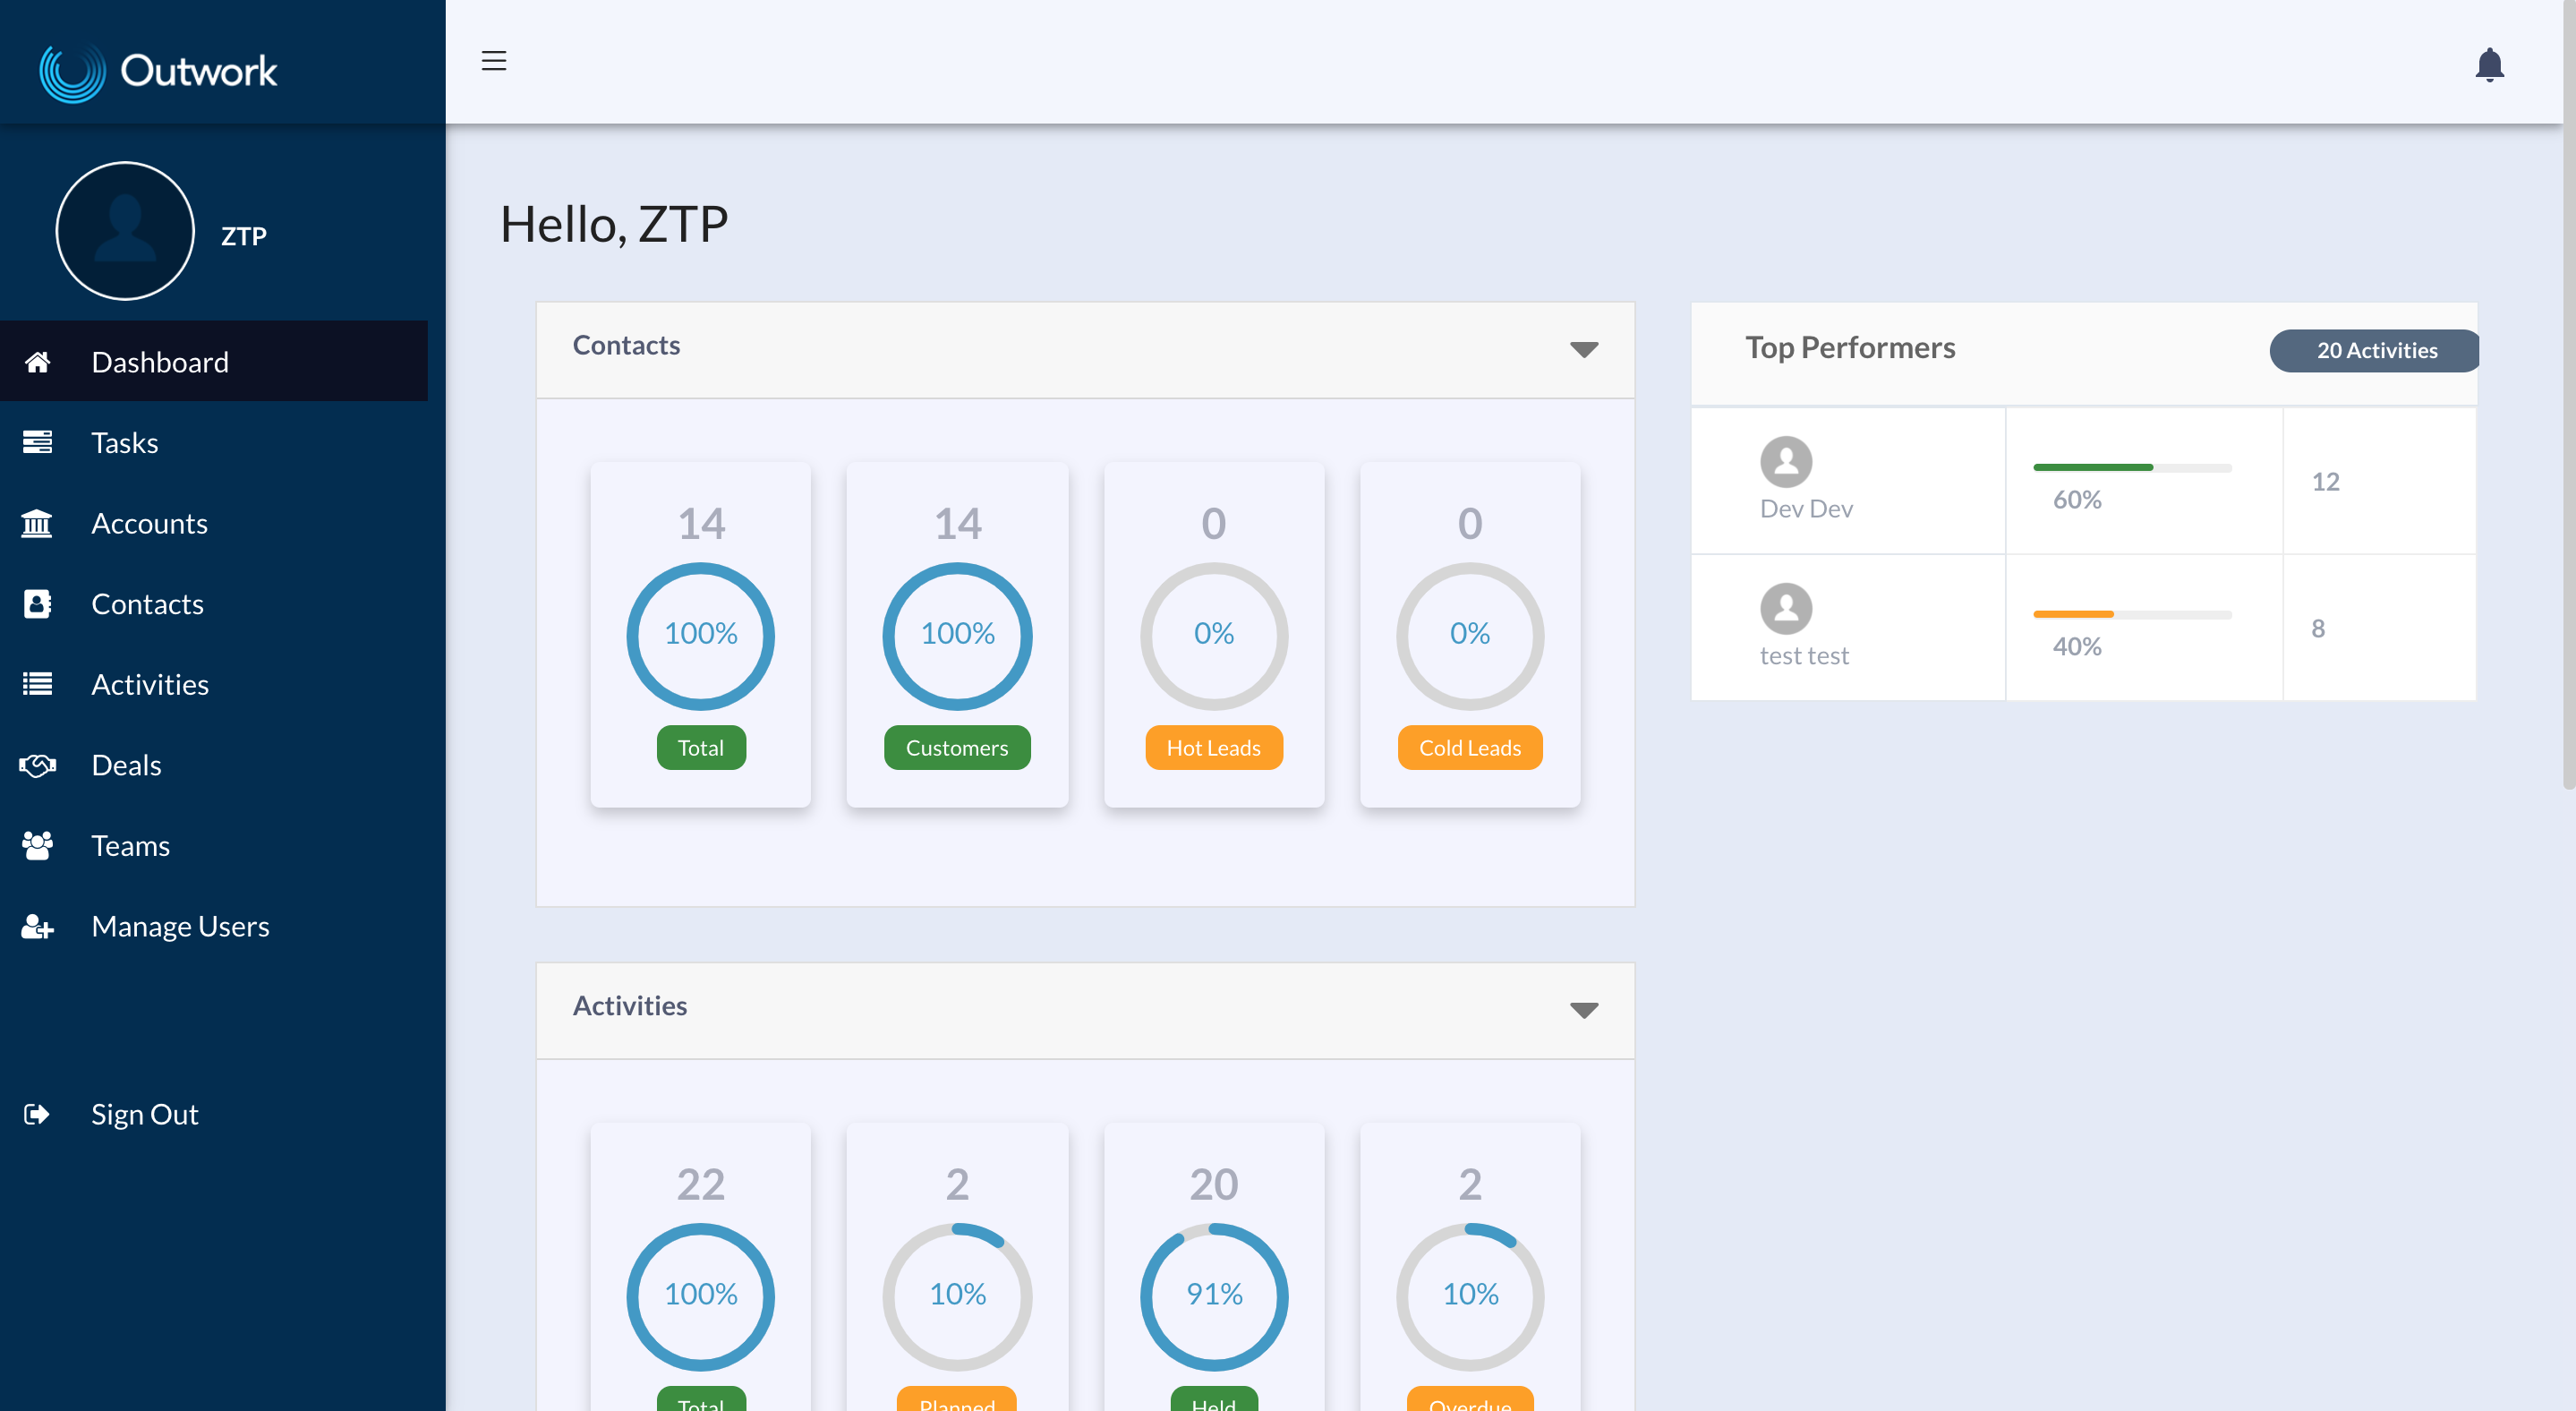 Outwork
ZTP
Dashboard
Tasks
Accounts
Contacts
Activities
Deals
Teams
Manage Users
Sign Out
Hello, ZTP
Contacts
14
100%
Total
14
100%
Customers
0
0%
Hot Leads
0
0%
Cold Leads
Top Performers
20 Activities
Dev Dev
60%
12
test test
40%
8
Activities
22
100%
Total
2
10%
Planned
20
91%
Held
2
10%
Overdue